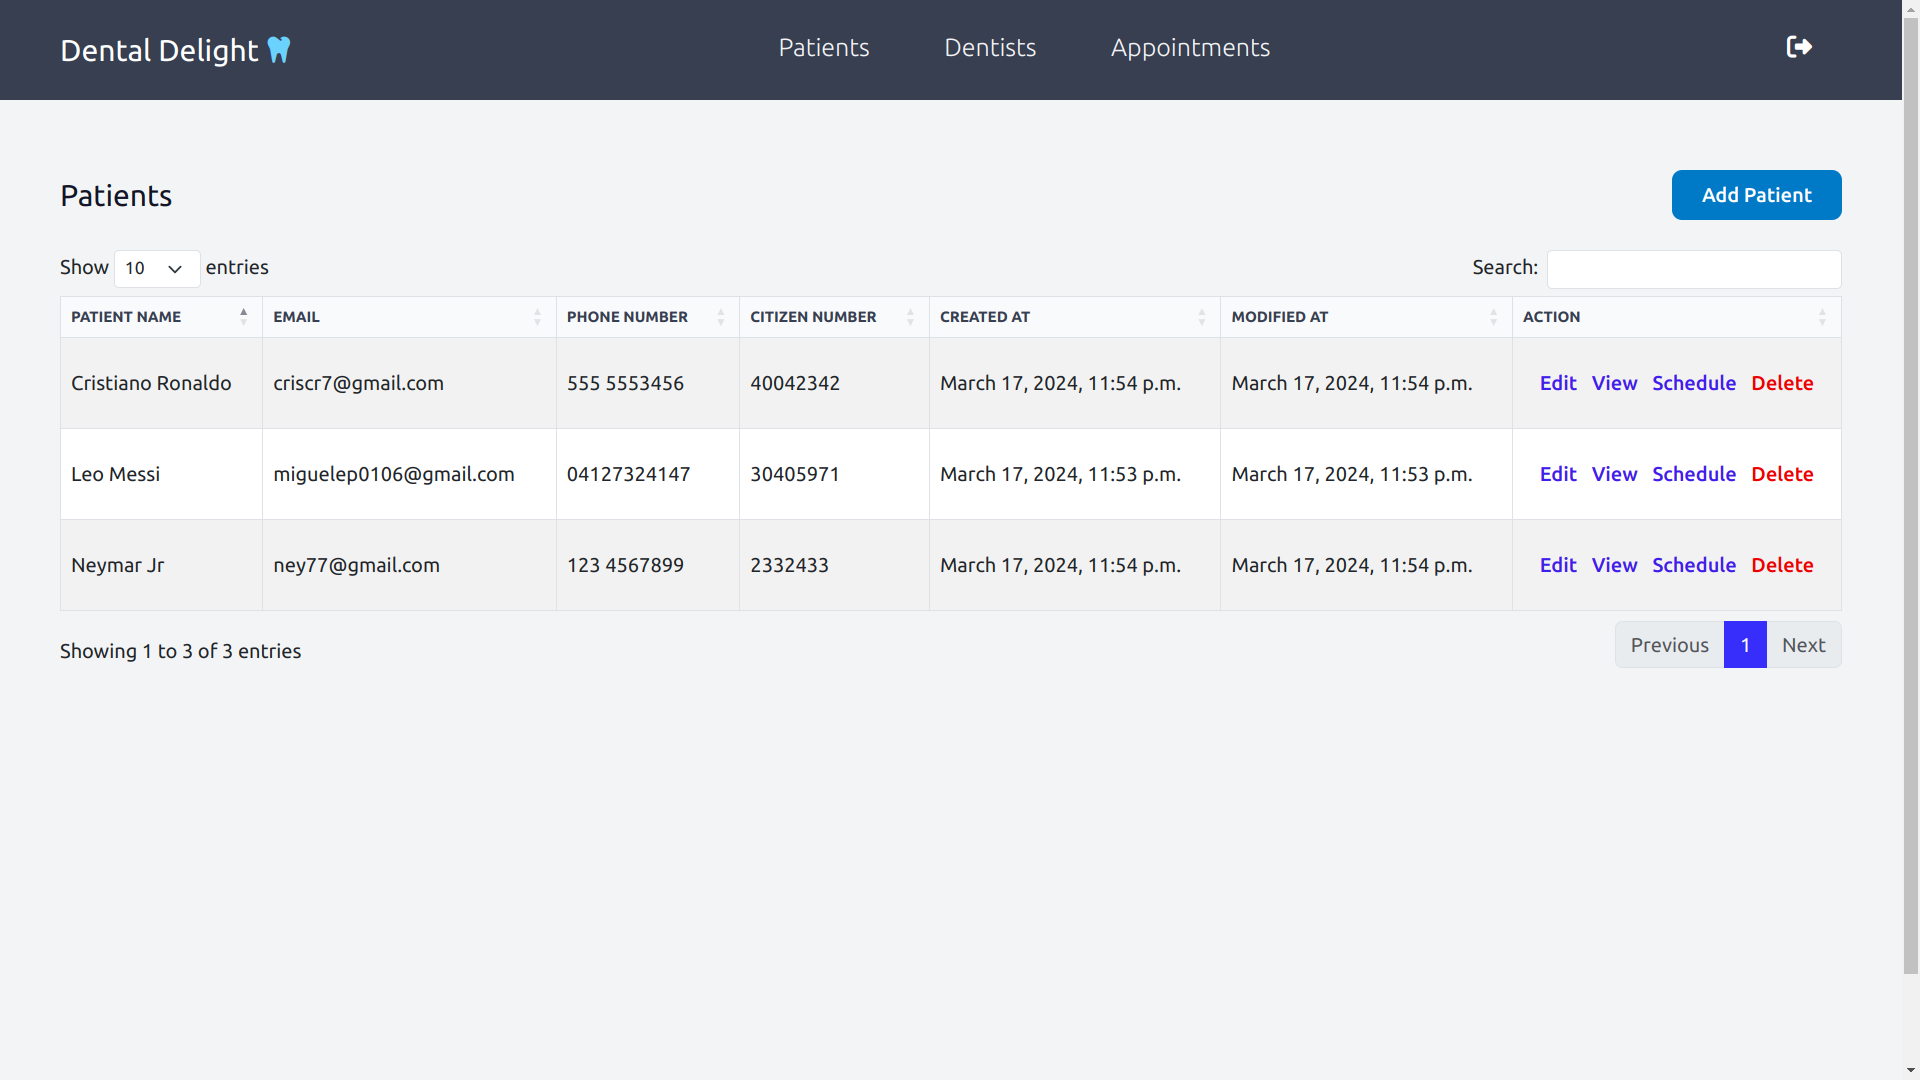 Dental Delight Patients Dentists Appointments
Patients Add Patient
Show 10 entries Search:
PATIENT NAME EMAIL PHONE NUMBER CITIZEN NUMBER CREATED AT MODIFIED AT ACTION
Cristiano Ronaldo criscr7@gmail.com 555 5553456 40042342 March 17, 2024, 11:54 p.m. March 17, 2024, 11:54 p.m. Edit View Schedule Delete
Leo Messi miguelep0106@gmail.com 04127324147 30405971 March 17, 2024, 11:53 p.m. March 17, 2024, 11:53 p.m. Edit View Schedule Delete
Neymar Jr ney77@gmail.com 123 4567899 2332433 March 17, 2024, 11:54 p.m. March 17, 2024, 11:54 p.m. Edit View Schedule Delete
Showing 1 to 3 of 3 entries Previous 1 Next